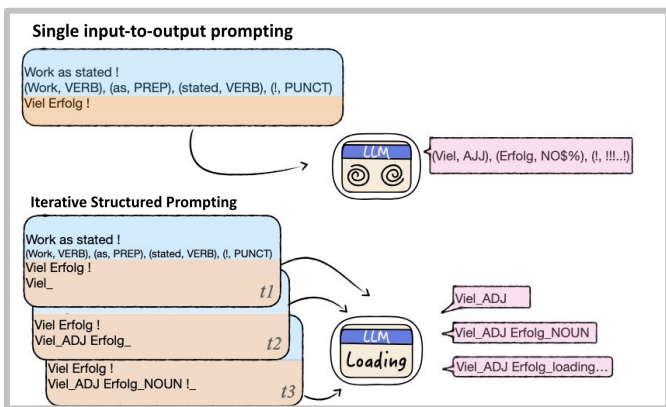 Single input-to-output prompting
Work as stated !
(Work, VERB), (as, PREP), (stated, VERB), (!, PUNCT)
Viel Erfolg !
LLM
(Viel, AJJ), (Erfolg, NO$%), (!, !!!..!)
Iterative Structured Prompting
Work as stated !
(Work, VERB), (as, PREP), (stated, VERB), (!, PUNCT)
Viel Erfolg !
Viel_
t1
Viel Erfolg !
Viel_ADJ Erfolg_
t2
Viel Erfolg !
Viel_ADJ Erfolg_NOUN !_
t3
LLM
Loading
Viel_ADJ
Viel_ADJ Erfolg_NOUN
Viel_ADJ Erfolg_loading...